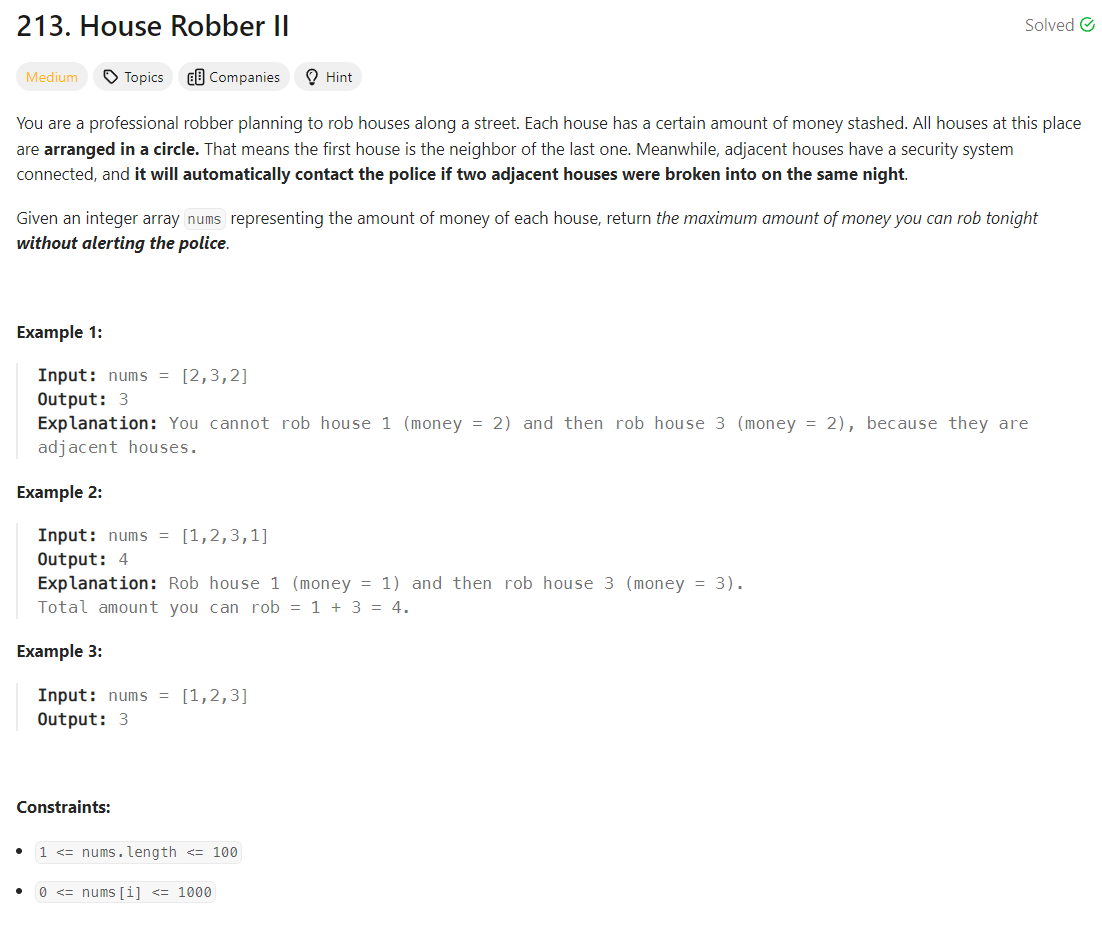 213. House Robber II
Solved
Medium
Topics
Companies
Hint
You are a professional robber planning to rob houses along a street. Each house has a certain amount of money stashed. All houses at this place
are arranged in a circle. That means the first house is the neighbor of the last one. Meanwhile, adjacent houses have a security system
connected, and it will automatically contact the police if two adjacent houses were broken into on the same night.
Given an integer array nums representing the amount of money of each house, return the maximum amount of money you can rob tonight
without alerting the police.
Example 1:
Input: nums = [2,3,2]
Output: 3
Explanation: You cannot rob house 1 (money = 2) and then rob house 3 (money = 2), because they are
adjacent houses.
Example 2:
Input: nums = [1,2,3,1]
Output: 4
Explanation: Rob house 1 (money = 1) and then rob house 3 (money = 3).
Total amount you can rob = 1 + 3 = 4.
Example 3:
Input: nums = [1,2,3]
Output: 3
Constraints:
• 1 <= nums.length <= 100
• 0 <= nums[i] <= 1000